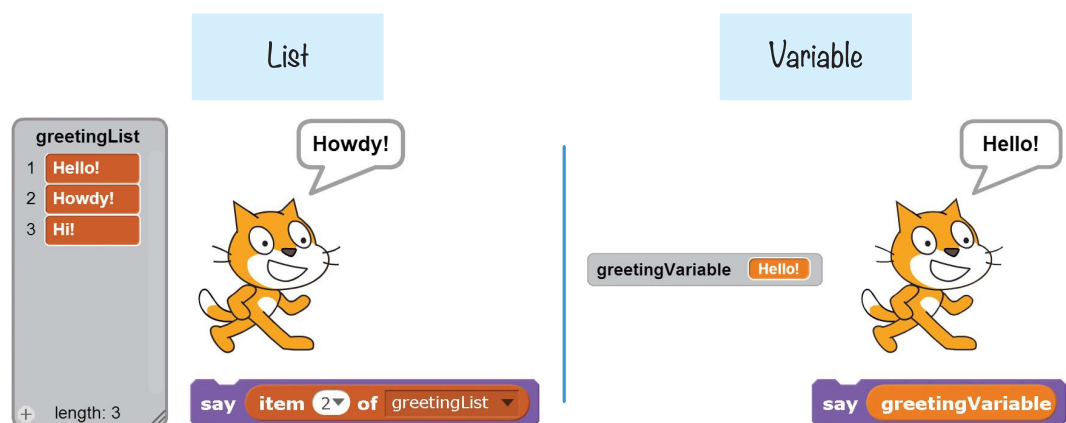 List
Variable
greetingList
1 Hello!
2 Howdy!
3 Hi!
+ length: 3
Howdy!
say item 2 of greetingList
Hello!
greetingVariable Hello!
say greetingVariable